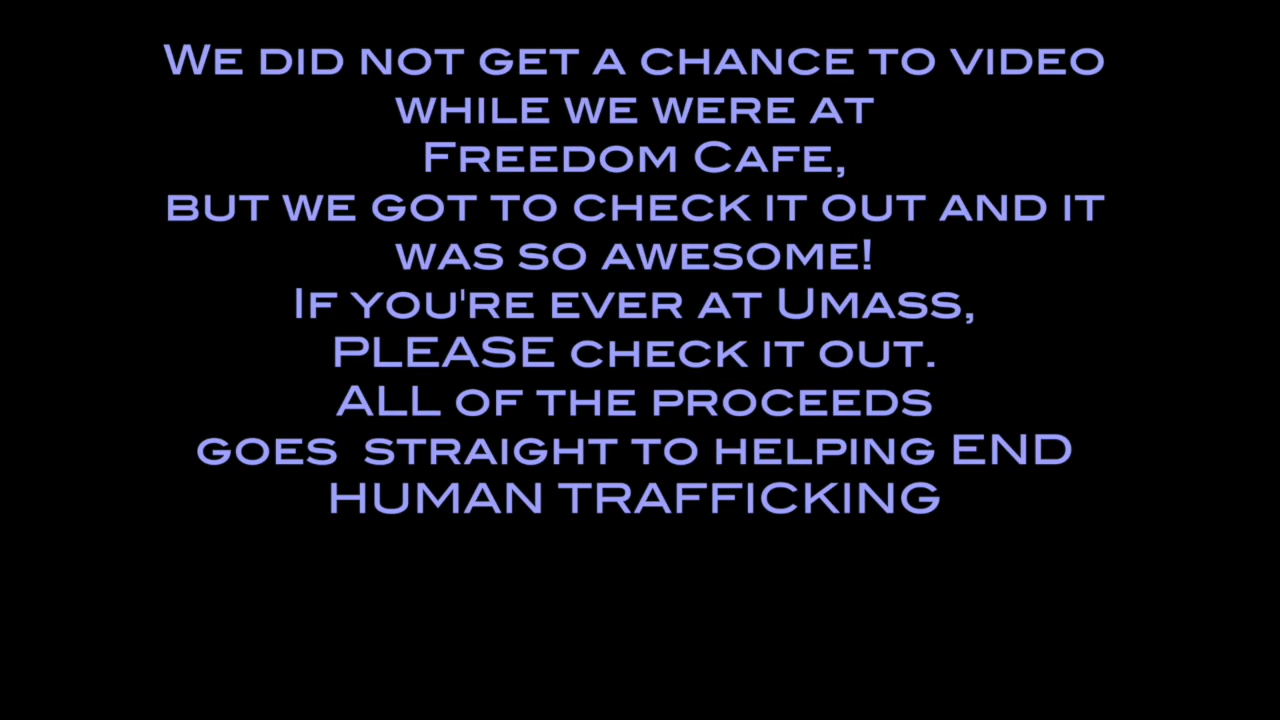 We did not get a chance to video
while we were at
Freedom Cafe,
but we got to check it out and it
was so awesome!
If you're ever at Umass,
PLEASE check it out.
ALL of the proceeds
goes  straight to helping END
HUMAN TRAFFICKING